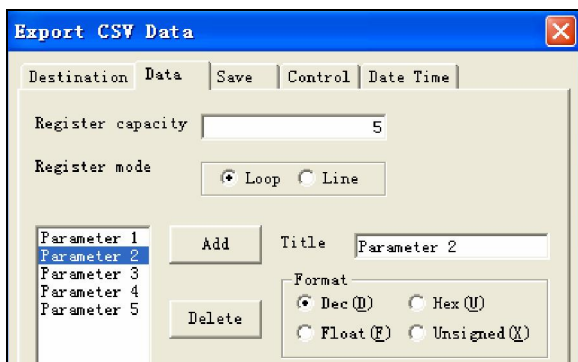 Export CSV Data
Destination Data Save Control Date Time
Register capacity 5
Register mode Loop Line
Parameter 1
Parameter 2
Parameter 3
Parameter 4
Parameter 5
Add
Delete
Title Parameter 2
Format
Dec(D) Hex(U)
Float(F) Unsigned(X)